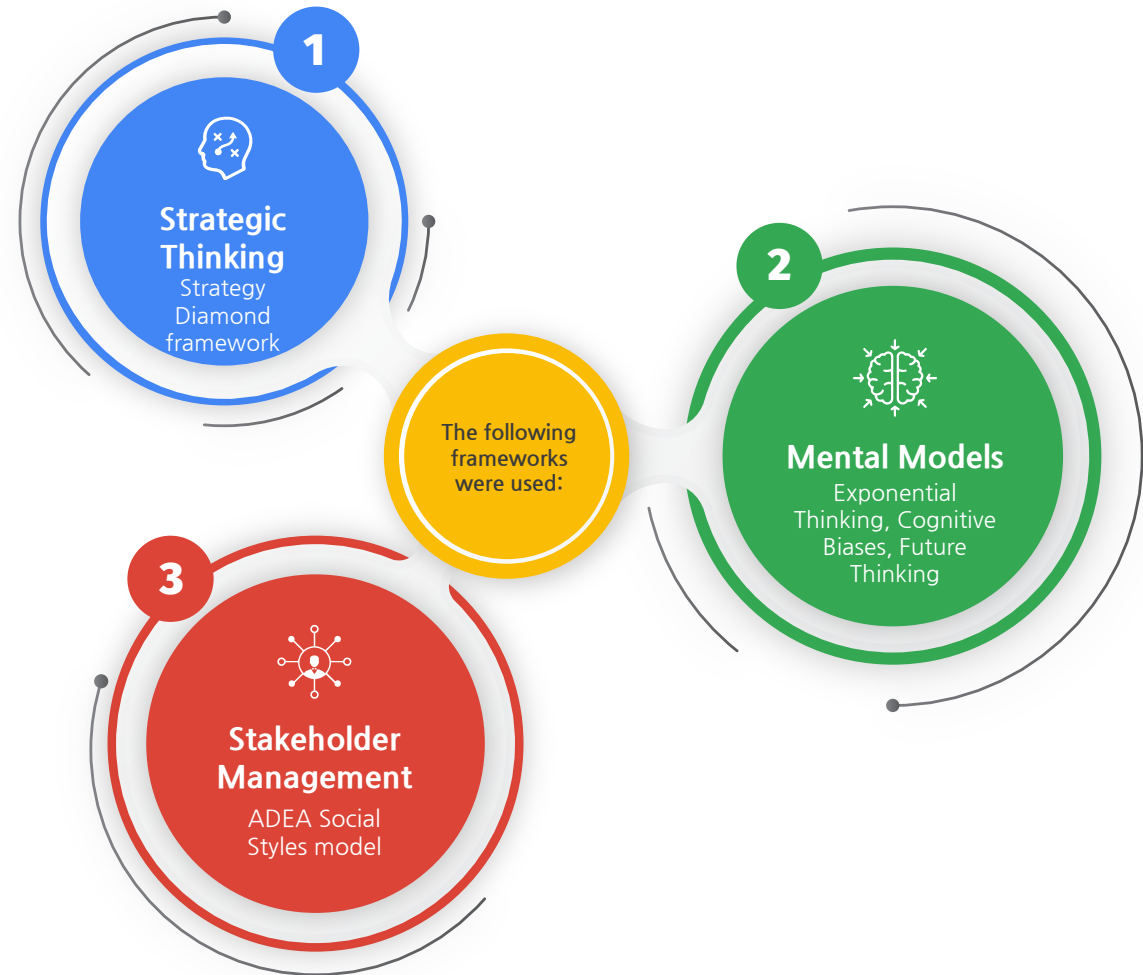 1
Strategic
Thinking
Strategy
Diamond
framework
2
Mental Models
Exponential
Thinking, Cognitive
Biases, Future
Thinking
The following
frameworks
were used:
3
Stakeholder
Management
ADEA Social
Styles model